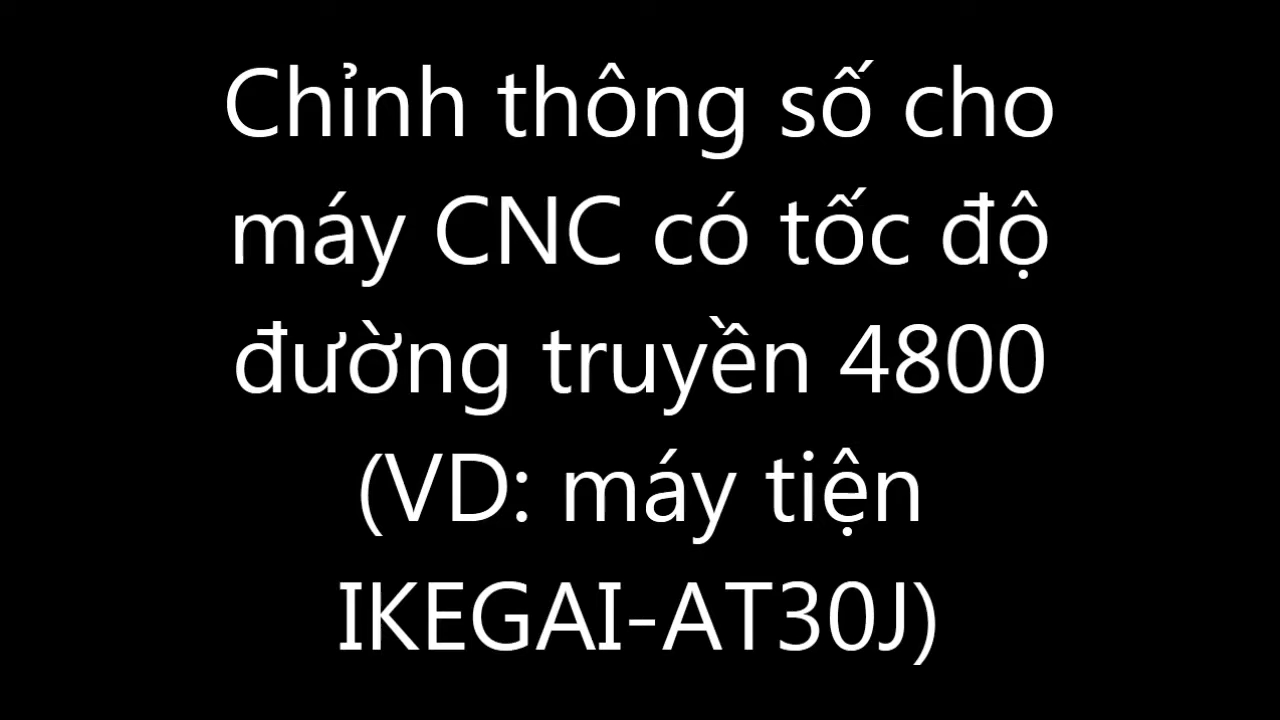 Chỉnh thông số cho
máy CNC có tốc độ
đường truyền 4800
(VD: máy tiện
IKEGAI-AT30J)